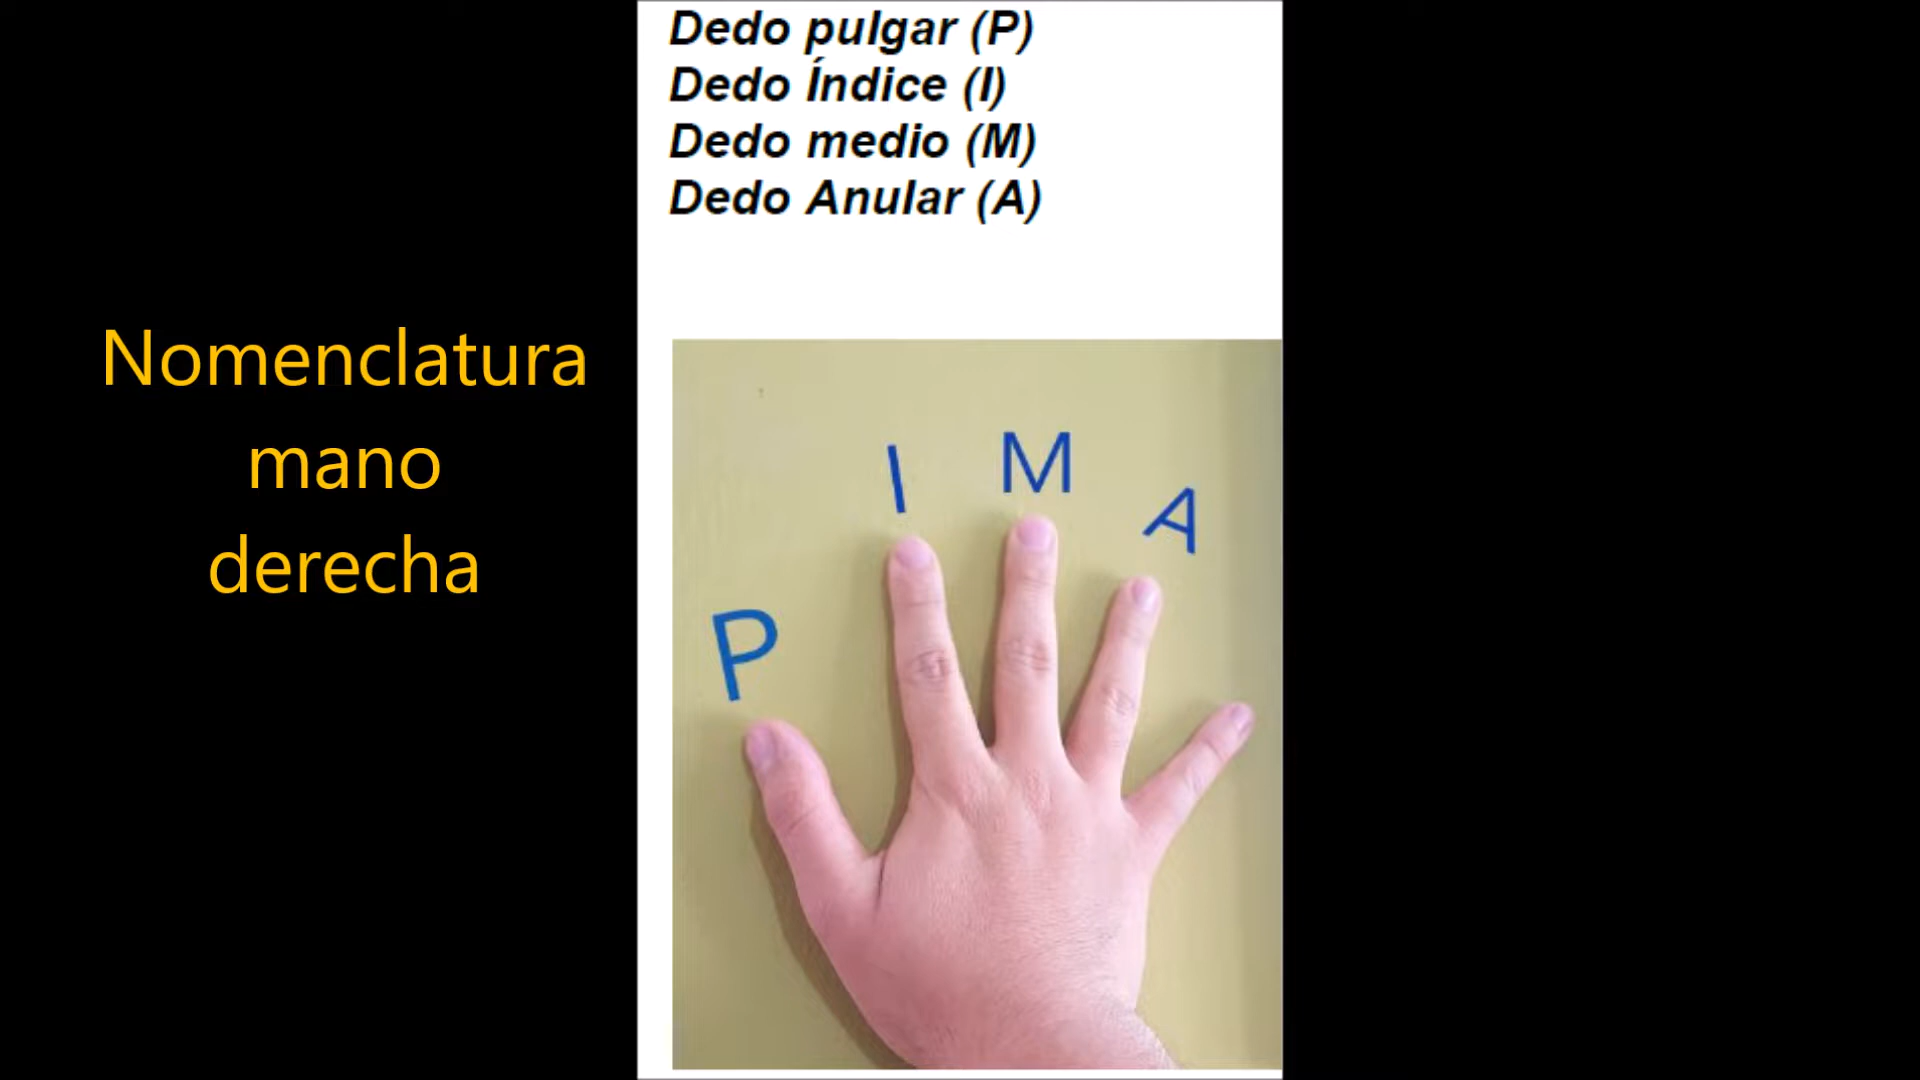 Nomenclatura
mano
derecha
Dedo pulgar (P)
Dedo Índice (I)
Dedo medio (M)
Dedo Anular (A)
P
I
M
A